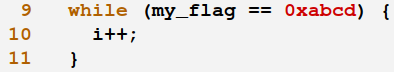 9 while (my_flag == 0xabcd) {
10 i++;
11 }